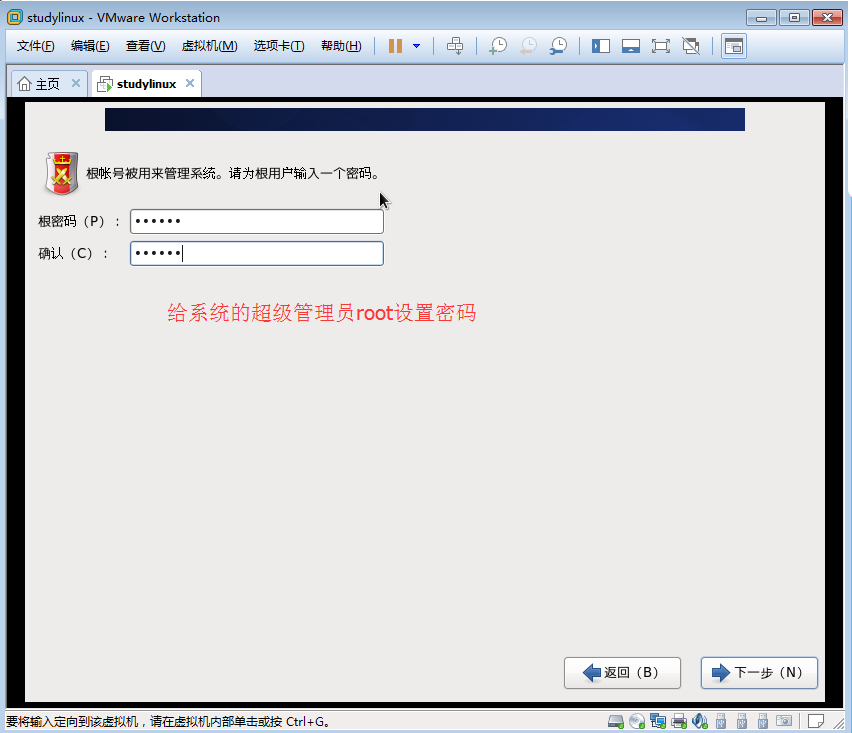 studylinux - VMware Workstation
文件(F) 编辑(E) 查看(V) 虚拟机(M) 选项卡(T) 帮助(H)
主页 studylinux
根帐号被用来管理系统。请为根用户输入一个密码。
根密码（P）： ••••••
确认（C）： ••••••
给系统的超级管理员root设置密码
返回（B） 下一步（N）
要将输入定向到该虚拟机，请在虚拟机内部单击或按 Ctrl+G。